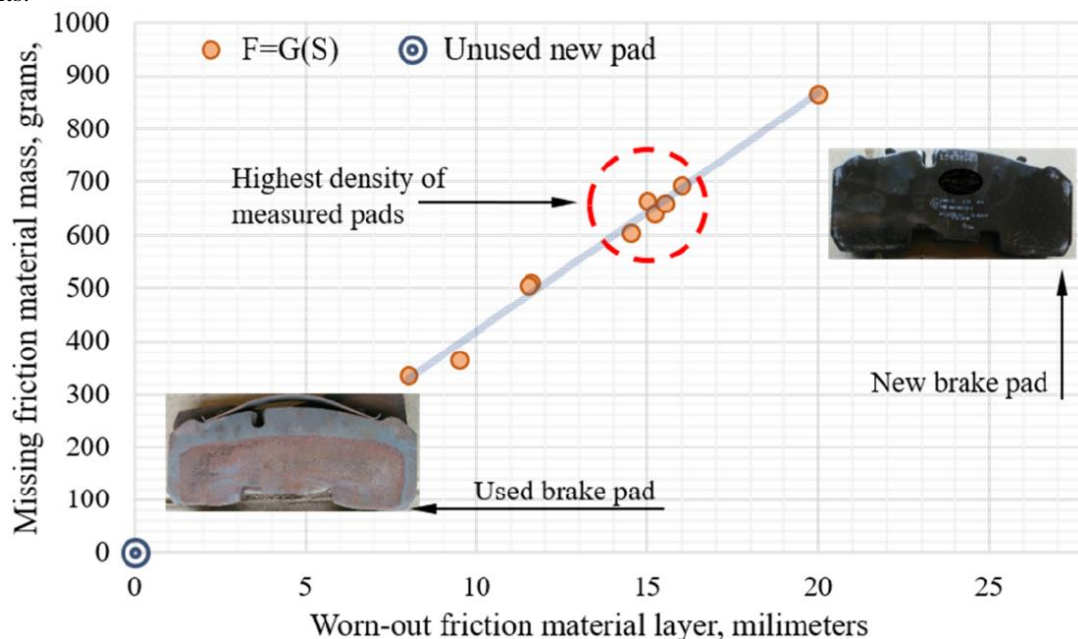 1000
F=G(S)
Unused new pad
900
800
Highest density of
measured pads
700
600
500
400
New brake pad
300
200
Used brake pad
100
0
0 5 10 15 20 25
Worn-out friction material layer, milimeters
Missing friction material mass, grams,